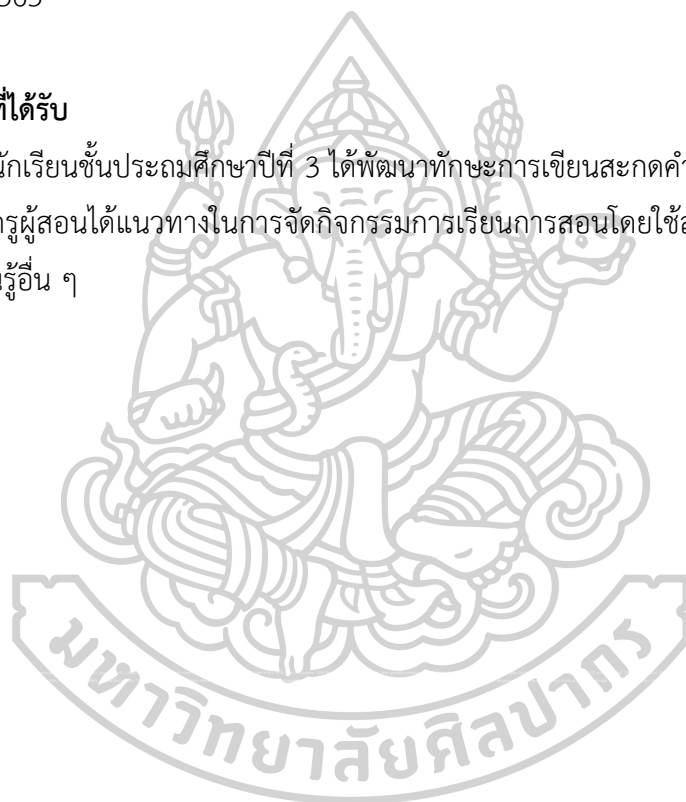 ที่ได้รับ
นักเรียนชั้นประถมศึกษาปีที่ 3 ได้พัฒนาทักษะการเขียนสะกดคำ
ครูผู้สอนได้แนวทางในการจัดกิจกรรมการเรียนการสอนโดยใช้
นรู้อื่น ๆ
มหาวิทยาลัยศิลปากร